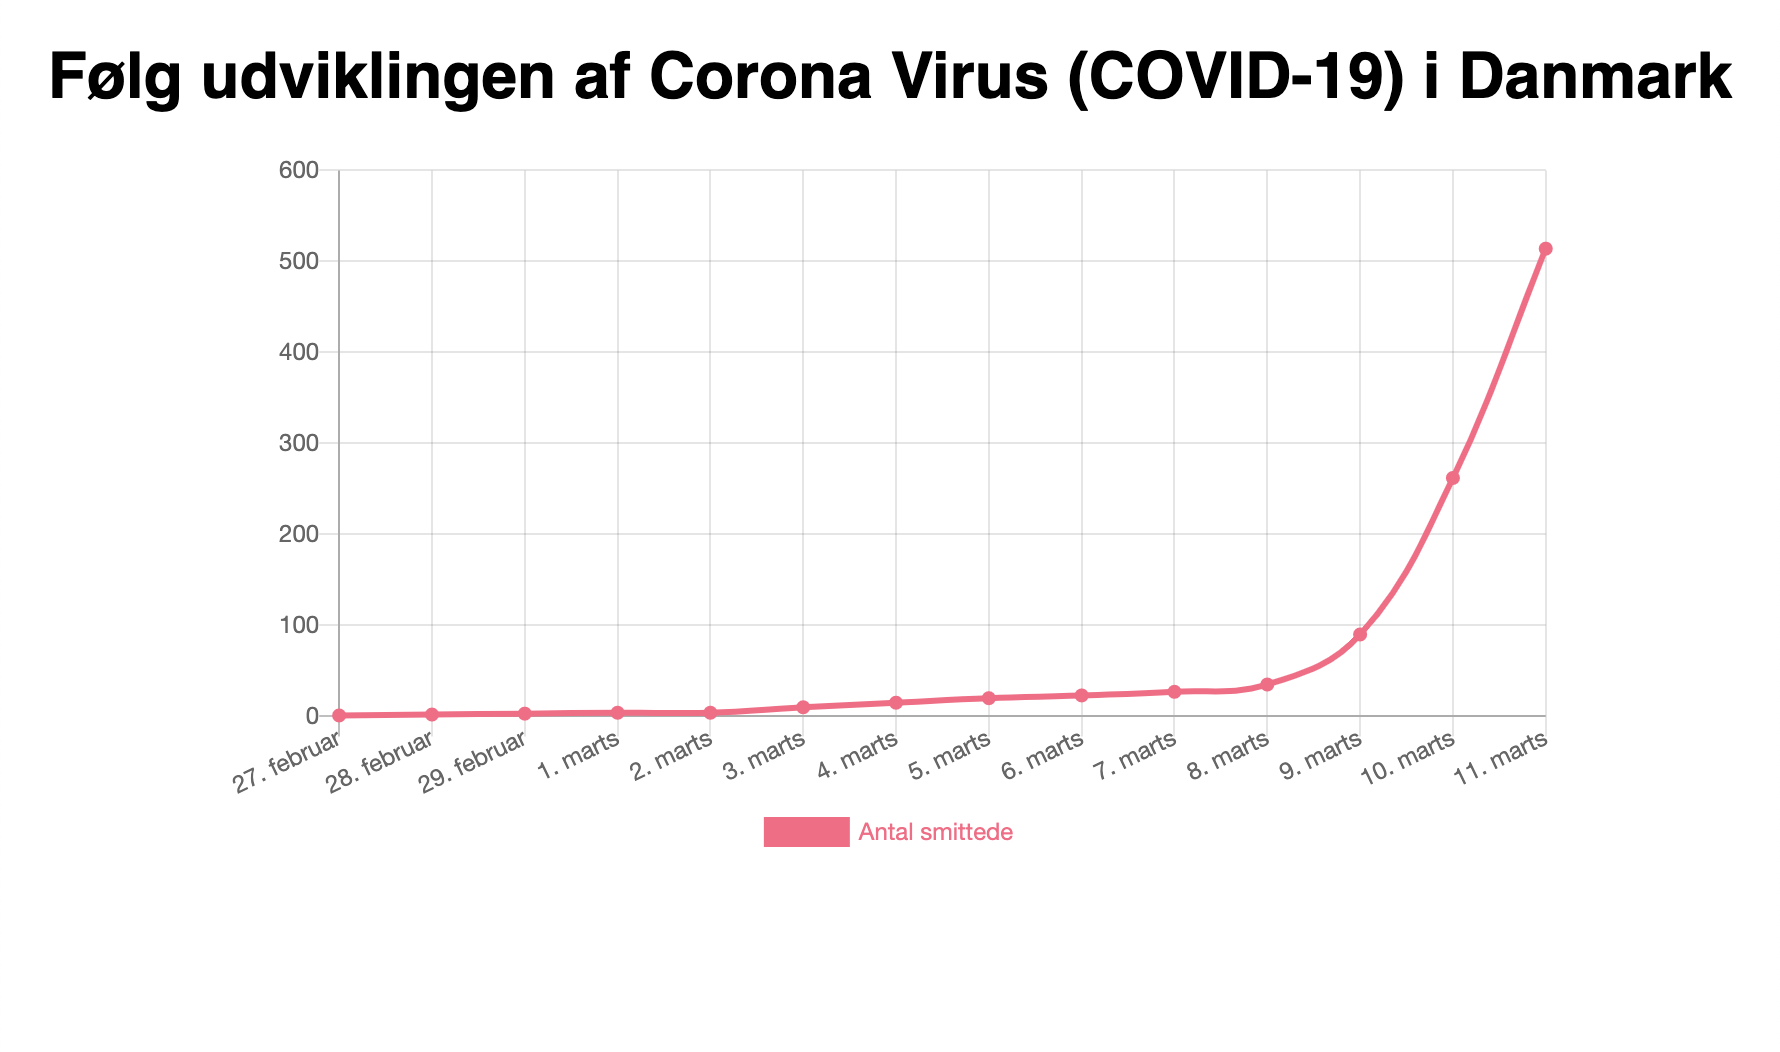 Følg udviklingen af Corona Virus (COVID-19) i Danmark
600
500
400
300
200
100
0
27. februar
28. februar
29. februar
1. marts
2. marts
3. marts
4. marts
5. marts
6. marts
7. marts
8. marts
9. marts
10. marts
11. marts
Antal smittede